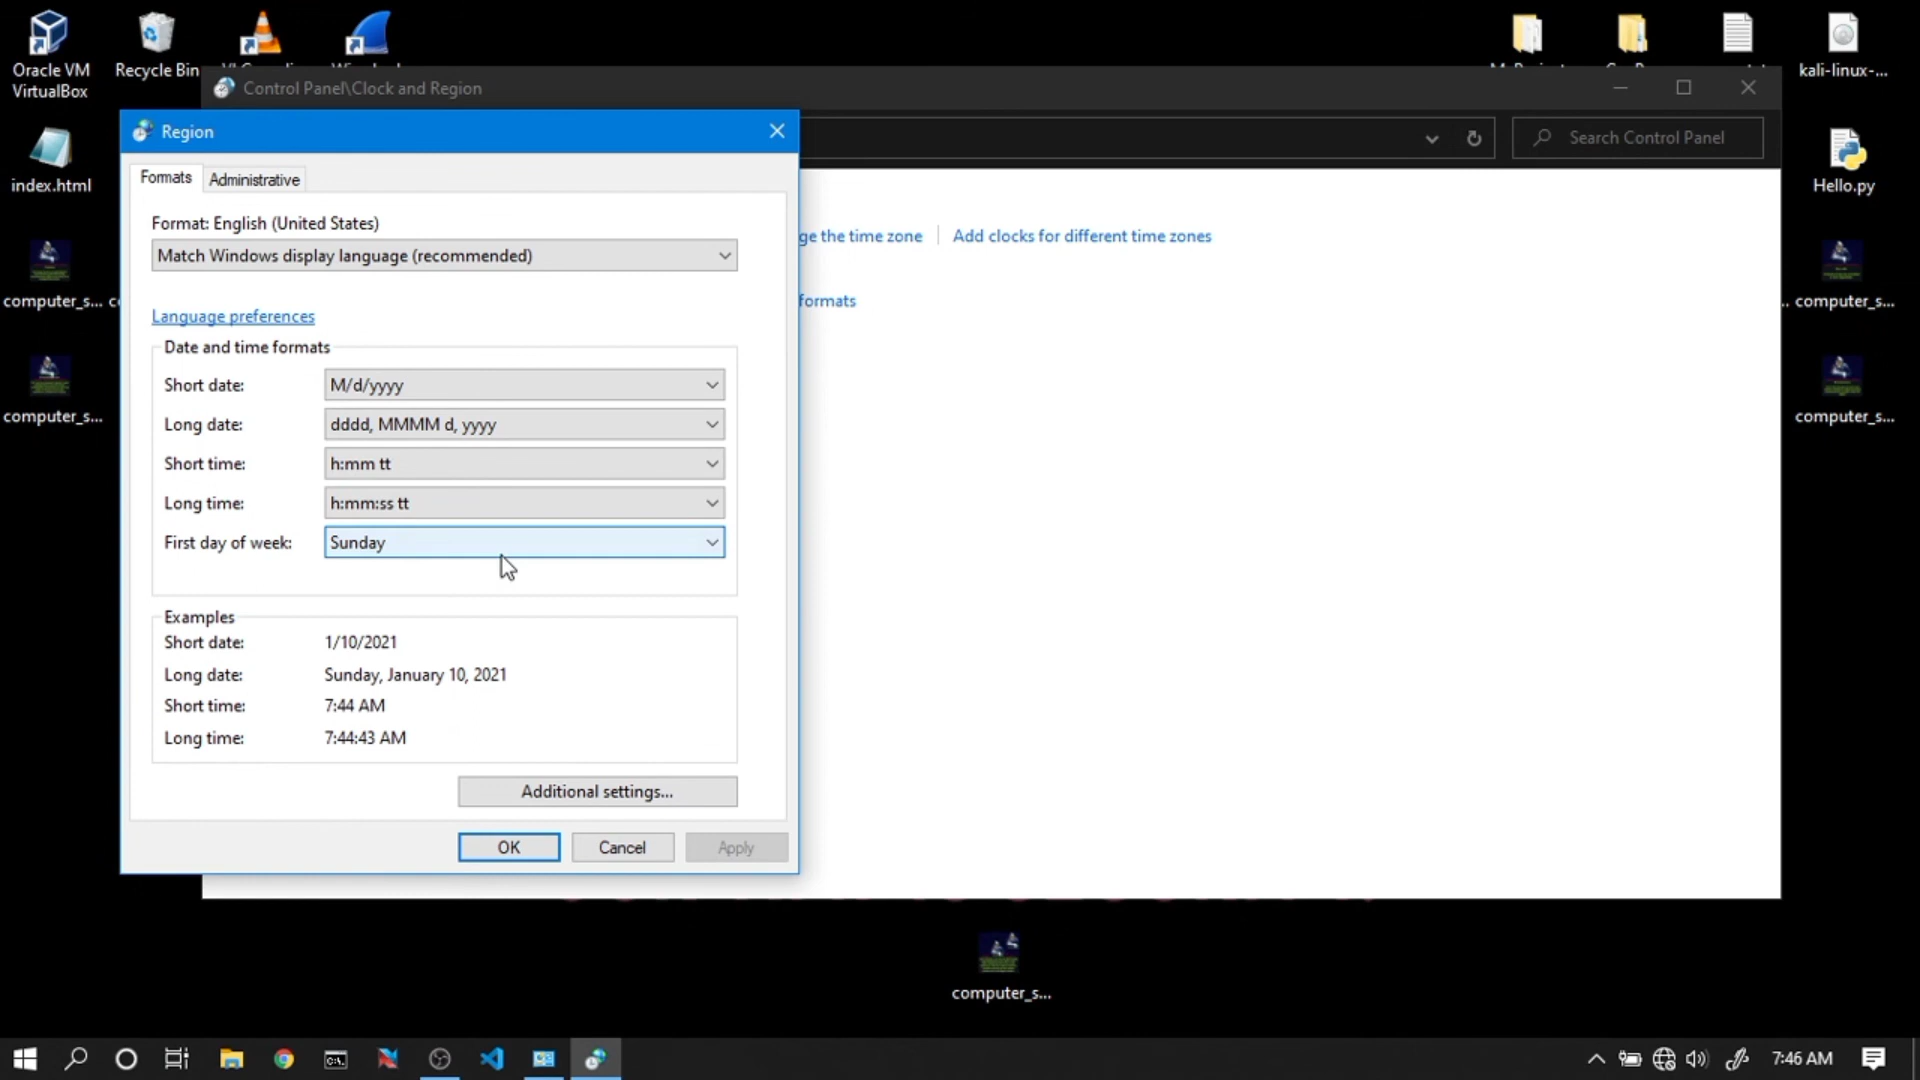 Oracle VM
VirtualBox
Recycle Bin
kali-linux-...
Control Panel\Clock and Region
Search Control Panel
index.html
Hello.py
computer_s...
computer_s...
computer_s...
computer_s...
ge the time zone
Add clocks for different time zones
formats
Region
Formats
Administrative
Format: English (United States)
Match Windows display language (recommended)
Language preferences
Date and time formats
Short date:
M/d/yyyy
Long date:
dddd, MMMM d, yyyy
Short time:
h:mm tt
Long time:
h:mm:ss tt
First day of week:
Sunday
Examples
Short date:
1/10/2021
Long date:
Sunday, January 10, 2021
Short time:
7:44 AM
Long time:
7:44:43 AM
Additional settings...
OK
Cancel
Apply
computer_s...
7:46 AM